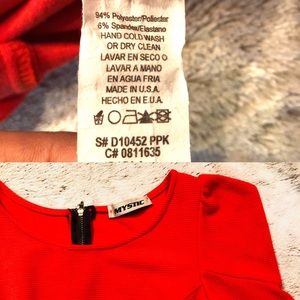 94% Polyester/Poliester
6% Spandex/Elastano
HAND COLD WASH
OR DRY CLEAN
LAVAR EN SECO O
LAVAR A MANO
EN AGUA FRIA
MADE IN U.S.A.
HECHO EN E.U.A.
S# D10452 PPK
C# 0811635
MYSTIC